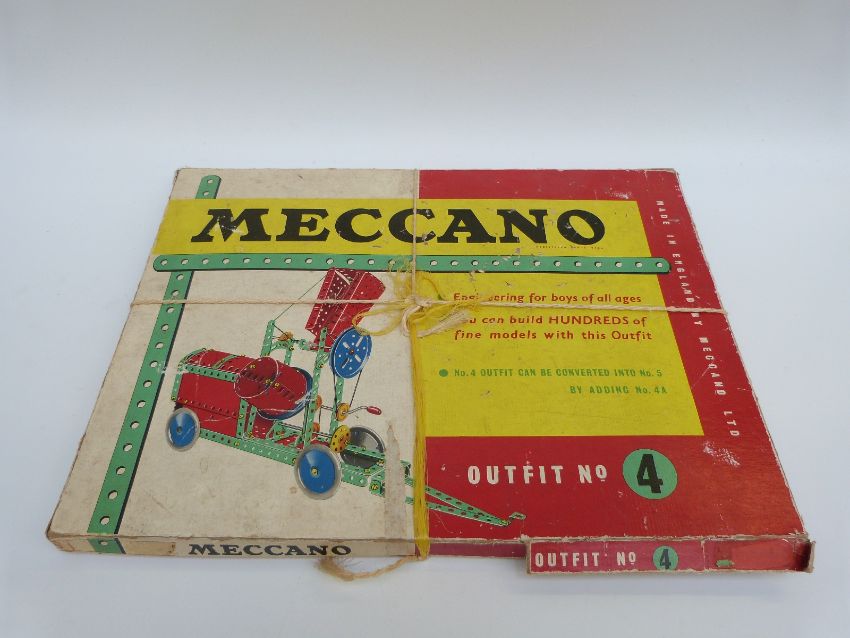 MECCANO
Engineering for boys of all ages
You can build HUNDREDS of
fine models with this Outfit
No. 4 OUTFIT CAN BE CONVERTED INTO No. 5
BY ADDING No. 4A
MADE IN ENGLAND BY MECCANO LTD
OUTFIT No 4
MECCANO
OUTFIT No 4